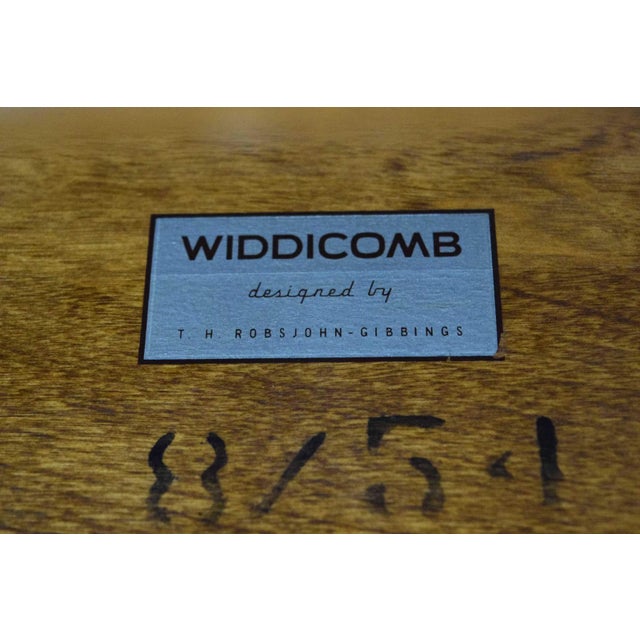 WIDDICOMB
designed by
T. H. ROBSJOHN-GIBBINGS
8/54